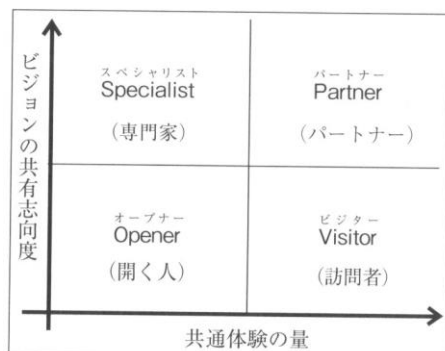 ビジョンの共有志向度
スペシャリスト
Specialist
(専門家)
パートナー
Partner
(パートナー)
オープナー
Opener
(開く人)
ビジター
Visitor
(訪問者)
共通体験の量